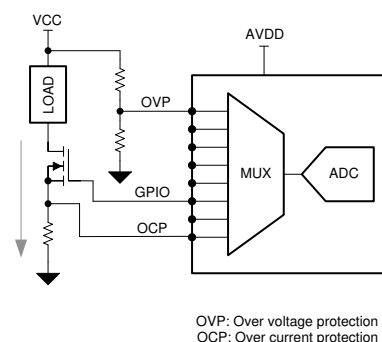 VCC
AVDD
LOAD
OVP
MUX
ADC
GPIO
OCP
OVP: Over voltage protection
OCP: Over current protection